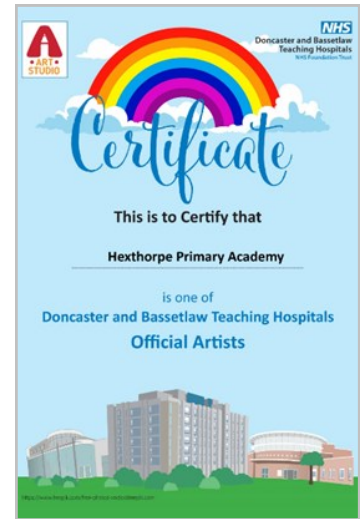 A
• ART •
STUDIO
NHS
Doncaster and Bassetlaw
Teaching Hospitals
NHS Foundation Trust
Certificate
This is to Certify that
Hexthorpe Primary Academy
is one of
Doncaster and Bassetlaw Teaching Hospitals
Official Artists